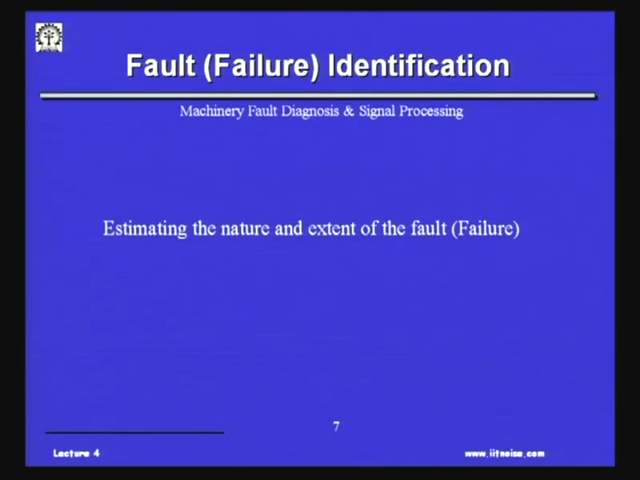 Fault (Failure) Identification
Machinery Fault Diagnosis & Signal Processing
Estimating the nature and extent of the fault (Failure)
7
Lecture 4
www.iitnoise.com